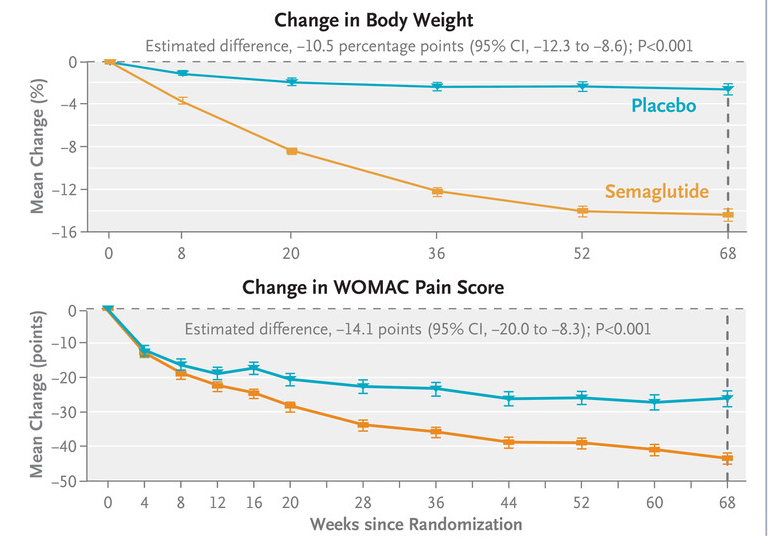 Change in Body Weight
Estimated difference, –10.5 percentage points (95% CI, –12.3 to –8.6); P<0.001
Mean Change (%)
0
–4
–8
–12
–16
Placebo
Semaglutide
0 8 20 36 52 68
Change in WOMAC Pain Score
Estimated difference, –14.1 points (95% CI, –20.0 to –8.3); P<0.001
Mean Change (points)
0
–10
–20
–30
–40
–50
0 4 8 12 16 20 28 36 44 52 60 68
Weeks since Randomization